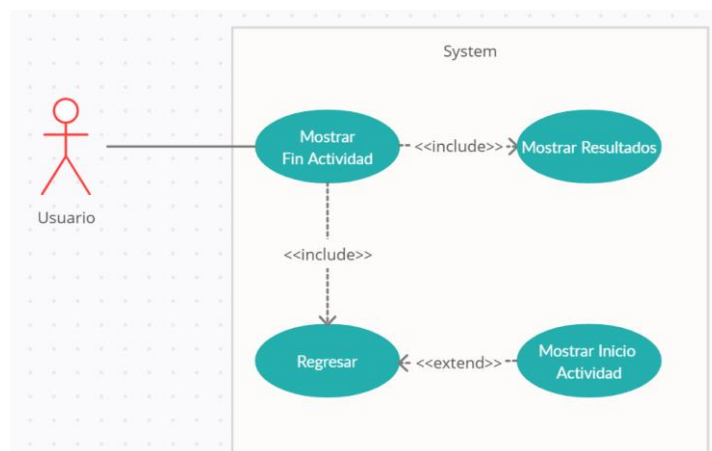 System
Mostrar
Fin Actividad
<<include>>
Mostrar Resultados
Usuario
<<include>>
Regresar
<<extend>>
Mostrar Inicio
Actividad